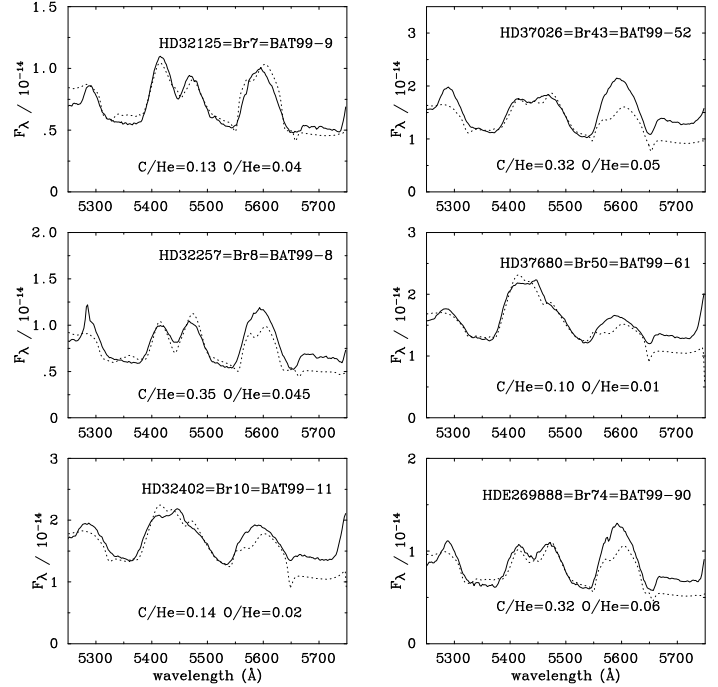 1.5
1.0
.5
0
F_λ / 10⁻¹⁴
HD32125=Br7=BAT99-9
C/He=0.13 O/He=0.04
5300 5400 5500 5600 5700
3
2
1
0
F_λ / 10⁻¹⁴
HD37026=Br43=BAT99-52
C/He=0.32 O/He=0.05
5300 5400 5500 5600 5700
2.0
1.5
1.0
.5
0
F_λ / 10⁻¹⁴
HD32257=Br8=BAT99-8
C/He=0.35 O/He=0.045
5300 5400 5500 5600 5700
3
2
1
0
F_λ / 10⁻¹⁴
HD37680=Br50=BAT99-61
C/He=0.10 O/He=0.01
5300 5400 5500 5600 5700
3
2
1
0
F_λ / 10⁻¹⁴
HD32402=Br10=BAT99-11
C/He=0.14 O/He=0.02
5300 5400 5500 5600 5700
wavelength (Å)
2
1
0
F_λ / 10⁻¹⁴
HDE269888=Br74=BAT99-90
C/He=0.32 O/He=0.06
5300 5400 5500 5600 5700
wavelength (Å)